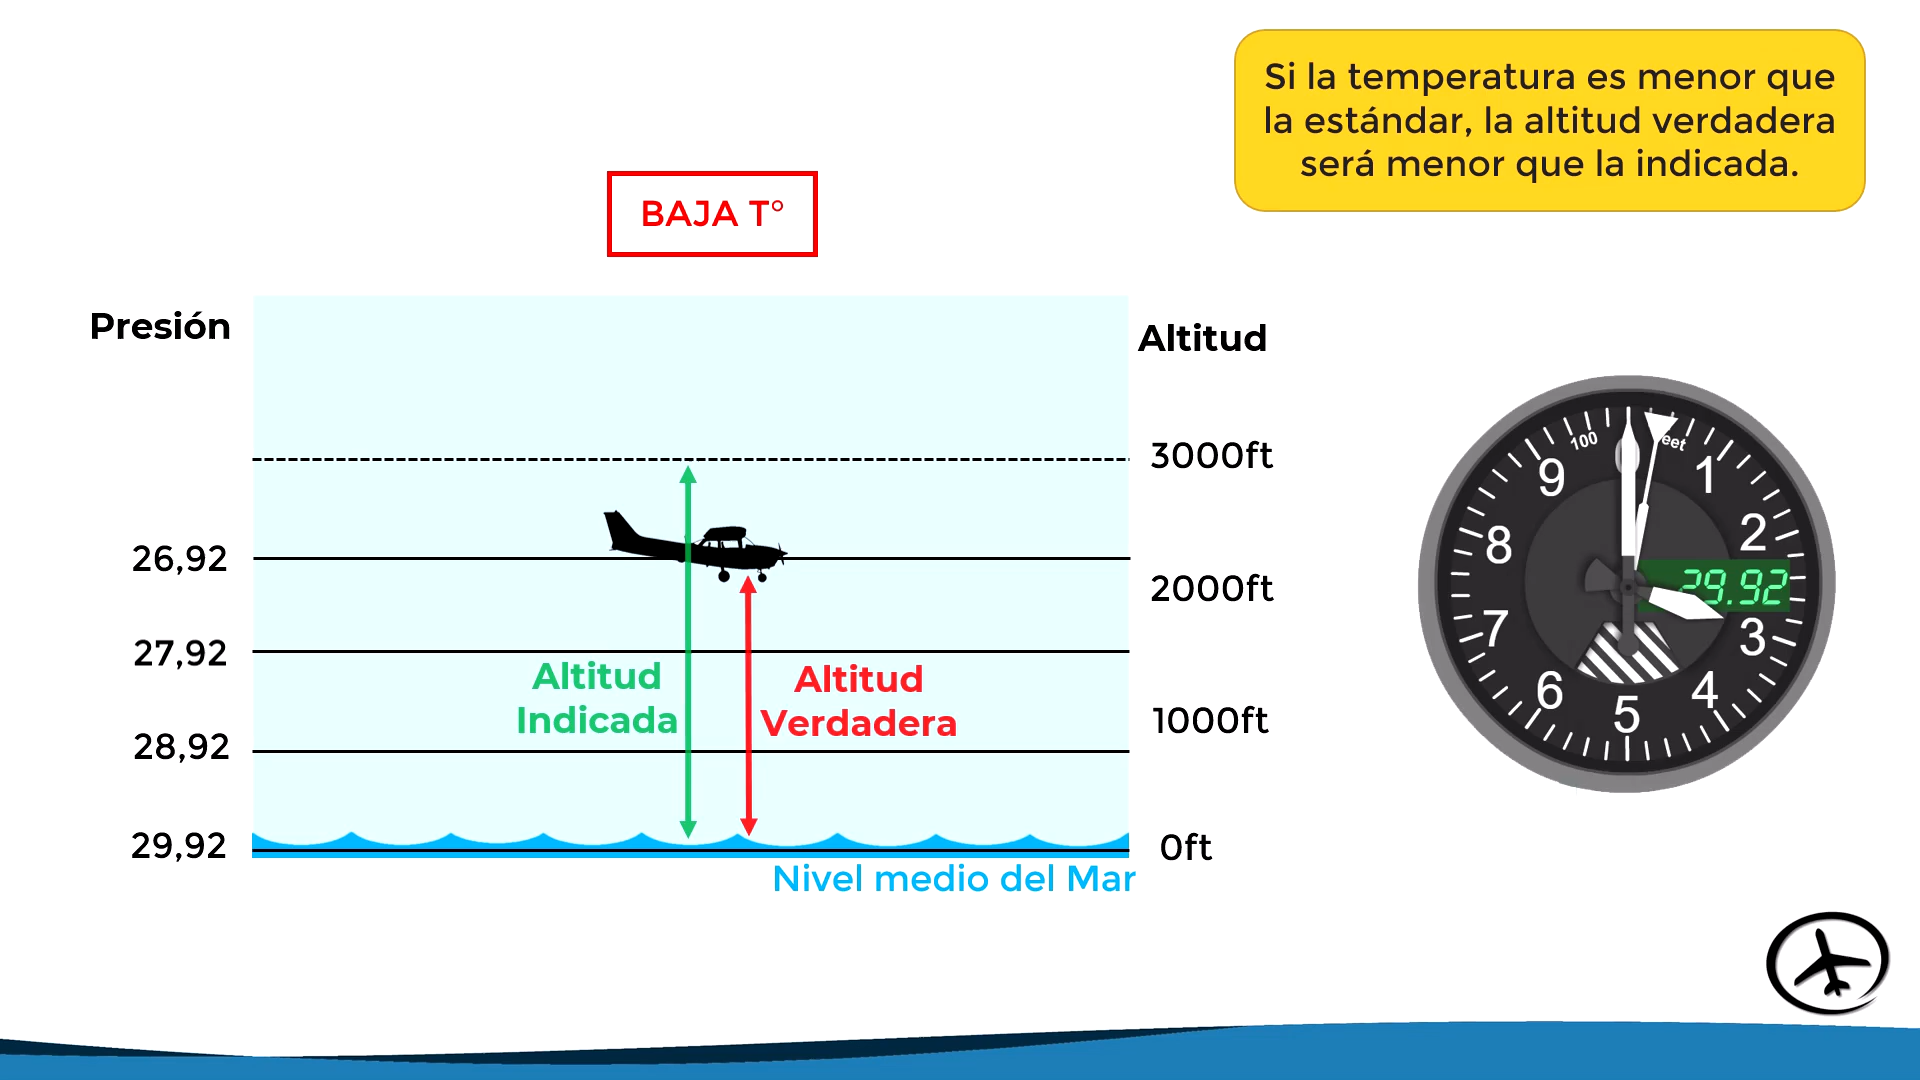 Si la temperatura es menor que
la estándar, la altitud verdadera
será menor que la indicada.
BAJA T°
Presión
Altitud
3000ft
26,92
2000ft
27,92
Altitud
Indicada
Altitud
Verdadera
1000ft
28,92
29,92
0ft
Nivel medio del Mar
100
eet
0
1
2
3
4
5
6
7
8
9
29.92